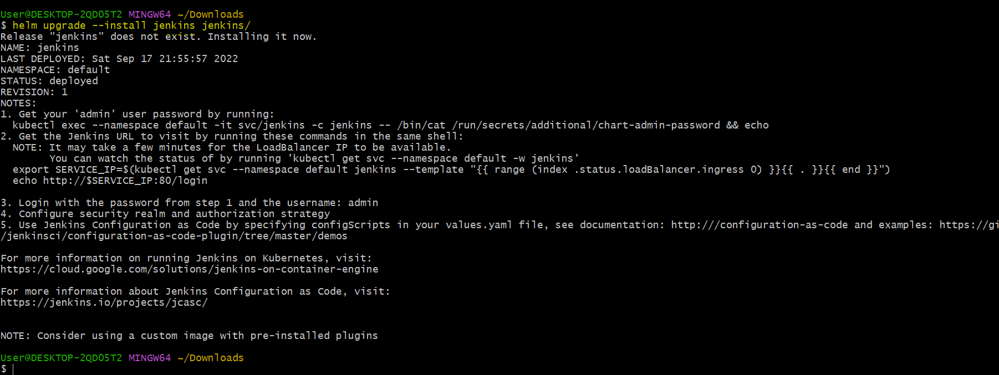 User@DESKTOP-2QDO5T2 MINGW64 ~/Downloads
$ helm upgrade --install jenkins jenkins/
Release "jenkins" does not exist. Installing it now.
NAME: jenkins
LAST DEPLOYED: Sat Sep 17 21:55:57 2022
NAMESPACE: default
STATUS: deployed
REVISION: 1
NOTES:
1. Get your 'admin' user password by running:
  kubectl exec --namespace default -it svc/jenkins -c jenkins -- /bin/cat /run/secrets/additional/chart-admin-password && echo
2. Get the Jenkins URL to visit by running these commands in the same shell:
  NOTE: It may take a few minutes for the LoadBalancer IP to be available.
        You can watch the status of by running 'kubectl get svc --namespace default -w jenkins'
  export SERVICE_IP=$(kubectl get svc --namespace default jenkins --template "{{ range (index .status.loadBalancer.ingress 0) }}{{ . }}{{ end }}")
  echo http://$SERVICE_IP:80/login
3. Login with the password from step 1 and the username: admin
4. Configure security realm and authorization strategy
5. Use Jenkins Configuration as Code by specifying configScripts in your values.yaml file, see documentation: http:///configuration-as-code and examples: https://gi
/jenkinsci/configuration-as-code-plugin/tree/master/demos
For more information on running Jenkins on Kubernetes, visit:
https://cloud.google.com/solutions/jenkins-on-container-engine
For more information about Jenkins Configuration as Code, visit:
https://jenkins.io/projects/jcasc/
NOTE: Consider using a custom image with pre-installed plugins
User@DESKTOP-2QDO5T2 MINGW64 ~/Downloads
$